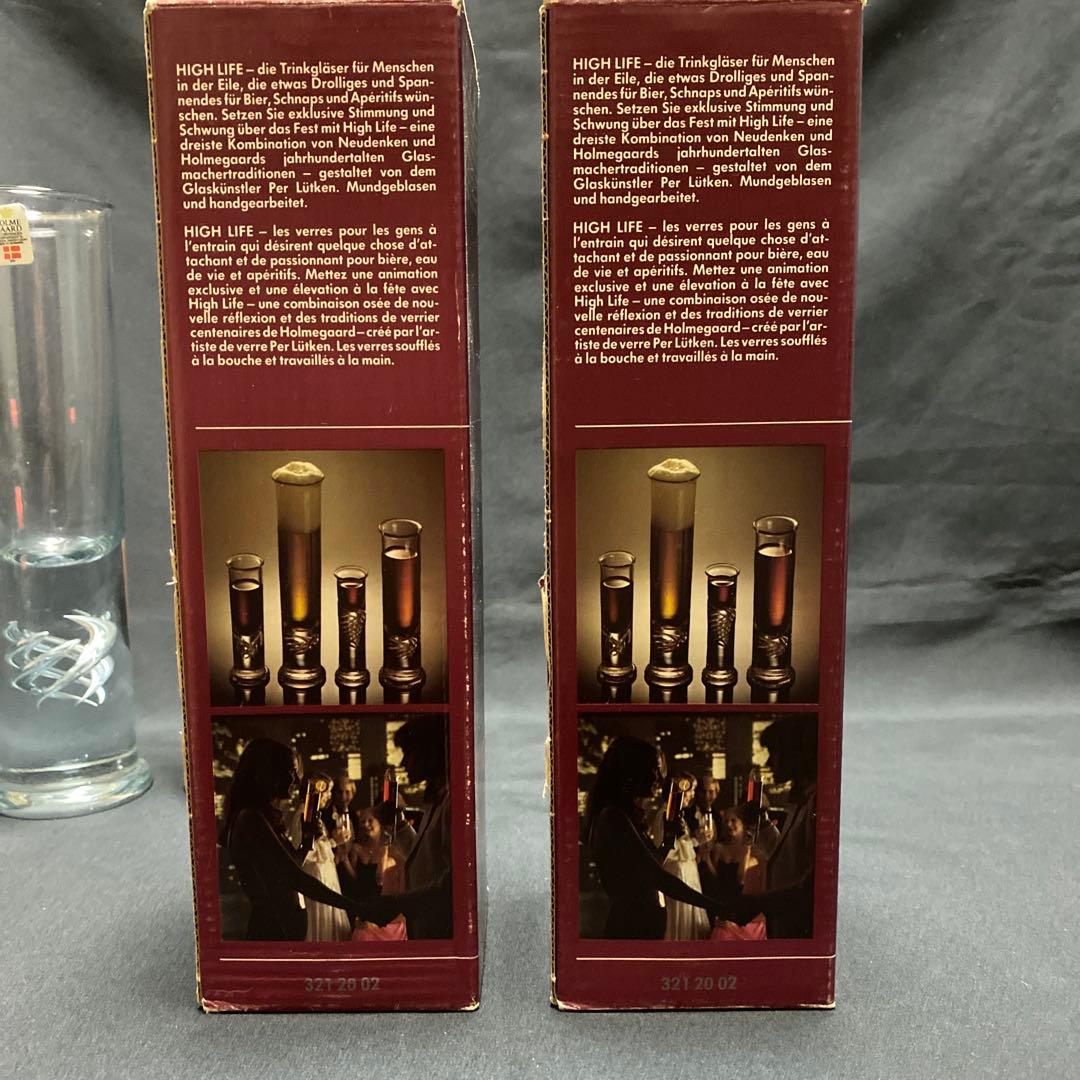 HIGH LIFE – die Trinkgläser für Menschen
in der Eile, die etwas Drolliges und Span-
nendes für Bier, Schnaps und Apéritifs wün-
schen. Setzen Sie exklusive Stimmung und
Schwung über das Fest mit High Life – eine
dreiste Kombination von Neudenken und
Holmegaards jahrhundertalten Glas-
machertraditionen – gestaltet von dem
Glaskünstler Per Lütken. Mundgeblasen
und handgearbeitet.
HIGH LIFE – les verres pour les gens à
l'entrain qui désirent quelque chose d'at-
tachant et de passionnant pour bière, eau
de vie et apéritifs. Mettez une animation
exclusive et une élevation à la fête avec
High Life – une combinaison osée de nou-
velle réflexion et des traditions de verrier
centenaires de Holmegaard – créé par l'ar-
tiste de verre Per Lütken. Les verres soufflés
à la bouche et travaillés à la main.
321 20 02
HIGH LIFE – die Trinkgläser für Menschen
in der Eile, die etwas Drolliges und Span-
nendes für Bier, Schnaps und Apéritifs wün-
schen. Setzen Sie exklusive Stimmung und
Schwung über das Fest mit High Life – eine
dreiste Kombination von Neudenken und
Holmegaards jahrhundertalten Glas-
machertraditionen – gestaltet von dem
Glaskünstler Per Lütken. Mundgeblasen
und handgearbeitet.
HIGH LIFE – les verres pour les gens à
l'entrain qui désirent quelque chose d'at-
tachant et de passionnant pour bière, eau
de vie et apéritifs. Mettez une animation
exclusive et une élevation à la fête avec
High Life – une combinaison osée de nou-
velle réflexion et des traditions de verrier
centenaires de Holmegaard – créé par l'ar-
tiste de verre Per Lütken. Les verres soufflés
à la bouche et travaillés à la main.
321 20 02
OLME
AARD